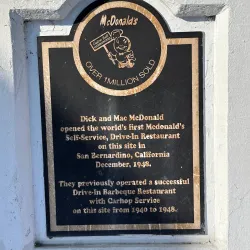 McDonald's
OVER 1 MILLION SOLD
Dick and Mac McDonald
opened the world's first Mcdonald's
Self-Service, Drive-In Restaurant
on this site in
San Bernardino, California
December, 1948.
They previously operated a successful
Drive-in Barbeque Restaurant
with Carhop Service
on this site from 1940 to 1948.